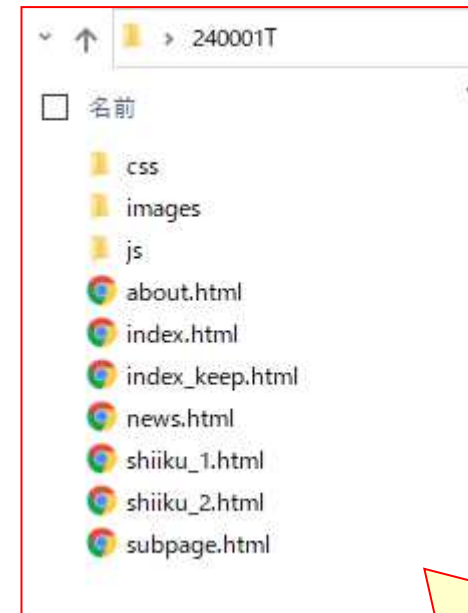 240001T
名前
css
images
js
about.html
index.html
index_keep.html
news.html
shiiku_1.html
shiiku_2.html
subpage.html